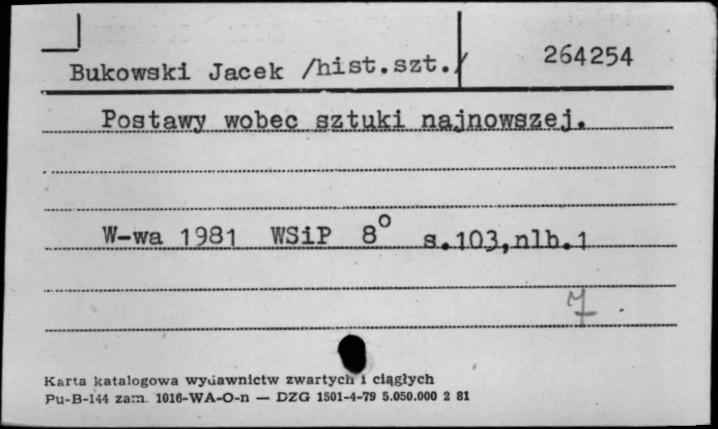 Bukowski Jacek /hist.szt./ 264254
Postawy wobec sztuki najnowszej.
W-wa 1981 WSiP 8° s.103,nlb.1
7
Karta katalogowa wydawnictw zwartych i ciągłych
Pu-B-144 zam. 1016-WA-O-n — DZG 1501-4-79 5.050.000 2 81